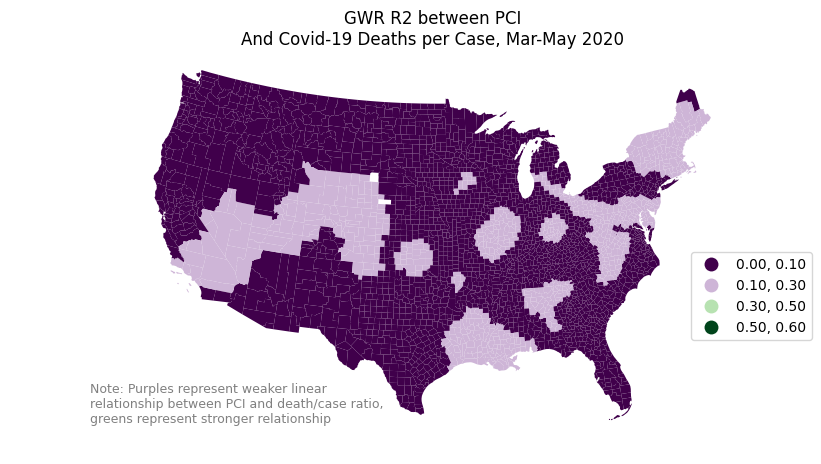 GWR R2 between PCI
And Covid-19 Deaths per Case, Mar-May 2020
0.00, 0.10
0.10, 0.30
0.30, 0.50
0.50, 0.60
Note: Purples represent weaker linear
relationship between PCI and death/case ratio,
greens represent stronger relationship